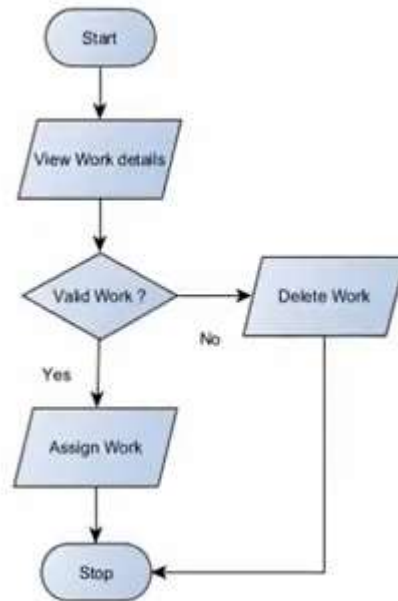 Start
View Work details
Valid Work ?
Delete Work
No
Yes
Assign Work
Stop